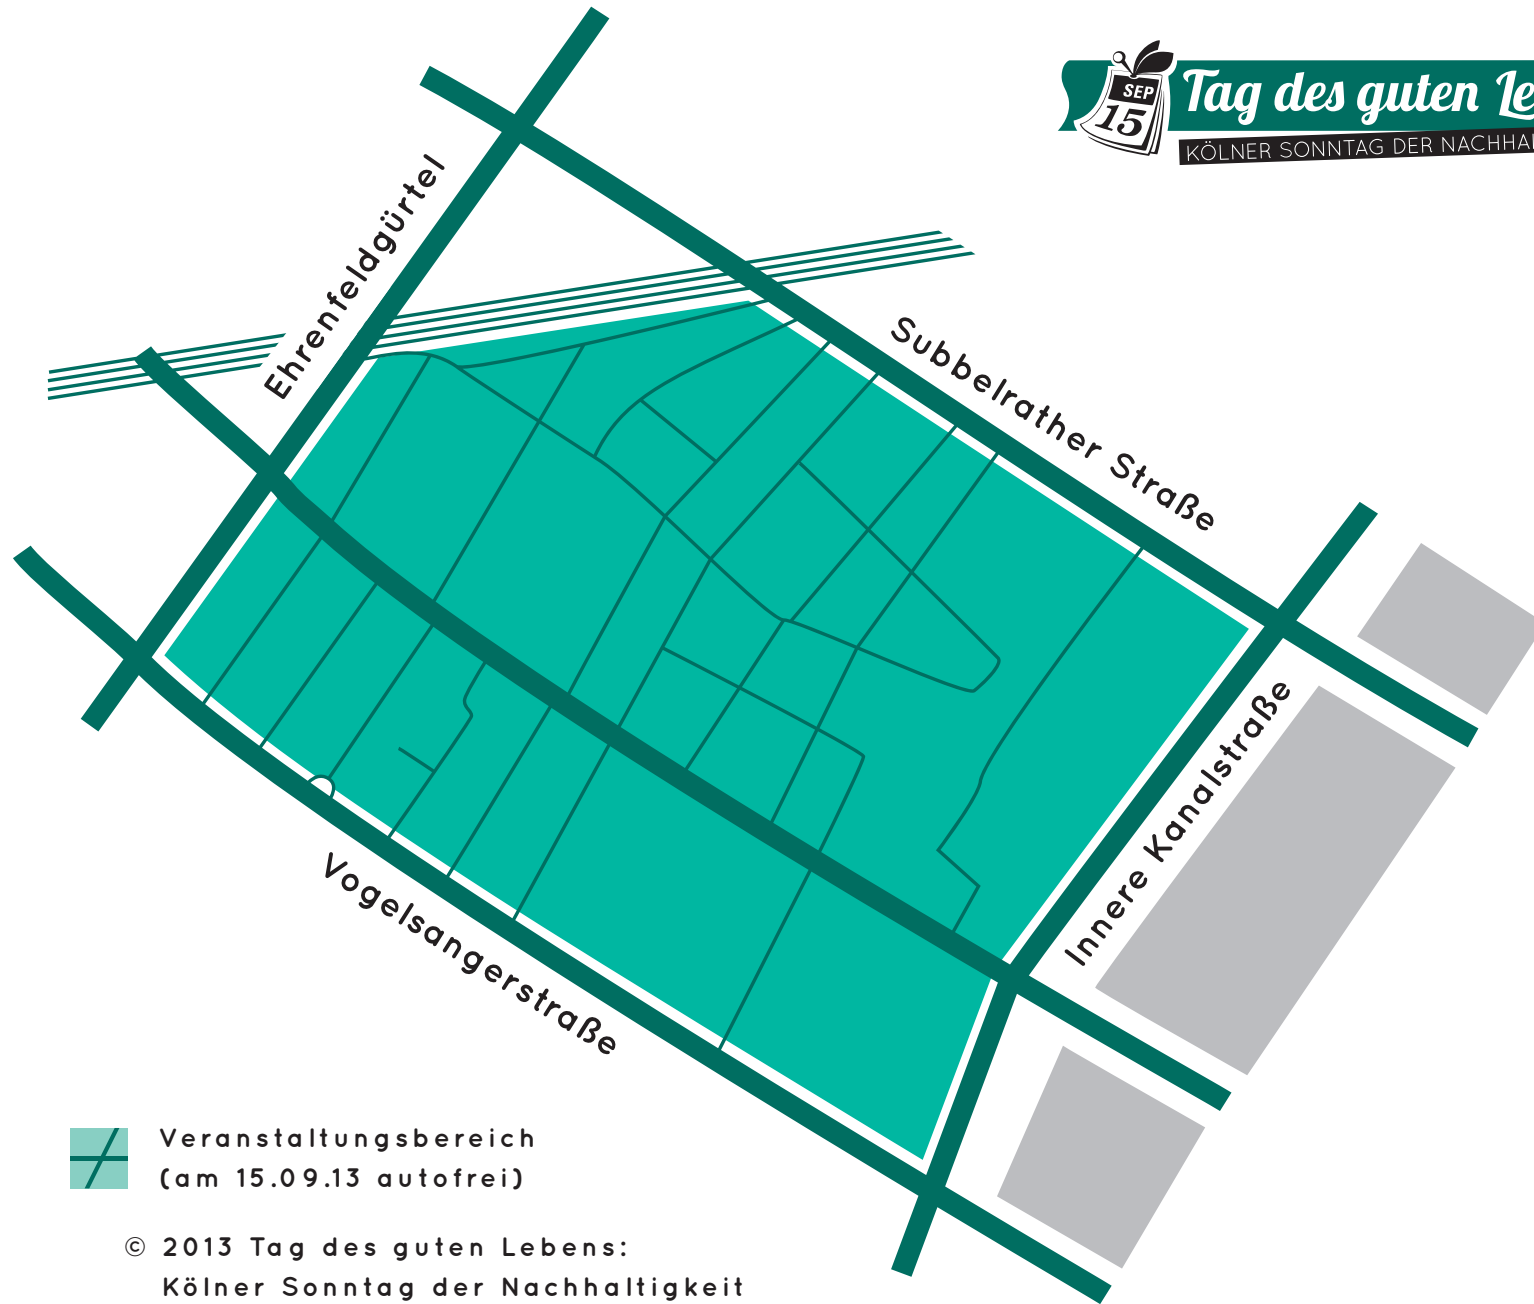 SEP
15
Tag des guten Le
KÖLNER SONNTAG DER NACHHA
Ehrenfeldgürtel
Subbelrather Straße
Innere Kanalstraße
Vogelsangerstraße
Veranstaltungsbereich
(am 15.09.13 autofrei)
© 2013 Tag des guten Lebens:
Kölner Sonntag der Nachhaltigkeit